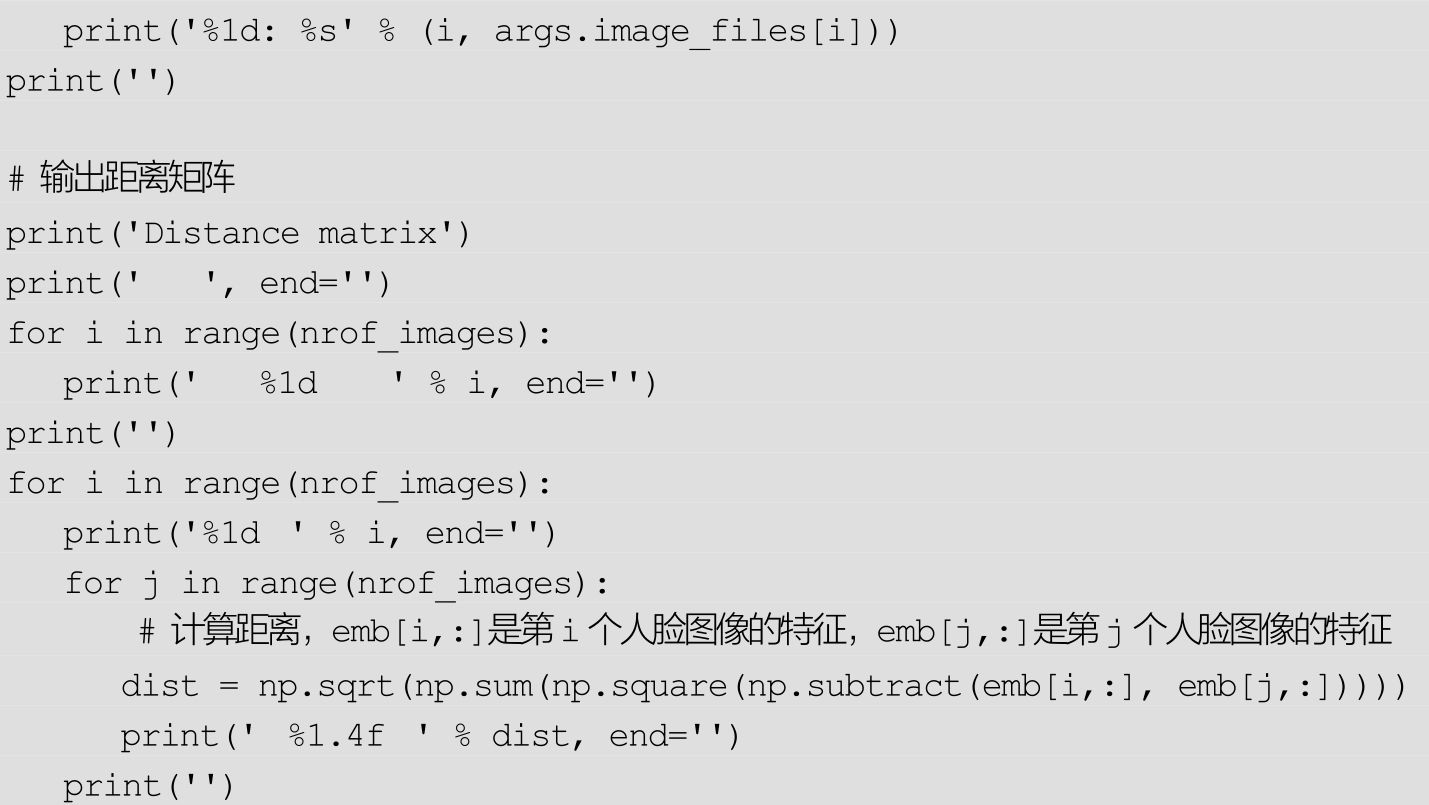 print('%1d: %s' % (i, args.image_files[i]))
print('')
# 输出距离矩阵
print('Distance matrix')
print('   ', end='')
for i in range(nrof_images):
   print('   %1d    ' % i, end='')
print('')
for i in range(nrof_images):
   print('%1d ' % i, end='')
   for j in range(nrof_images):
       # 计算距离，emb[i,:]是第 i 个人脸图像的特征，emb[j,:]是第 j 个人脸图像的特征
      dist = np.sqrt(np.sum(np.square(np.subtract(emb[i,:], emb[j,:]))))
      print(' %1.4f ' % dist, end='')
   print('')